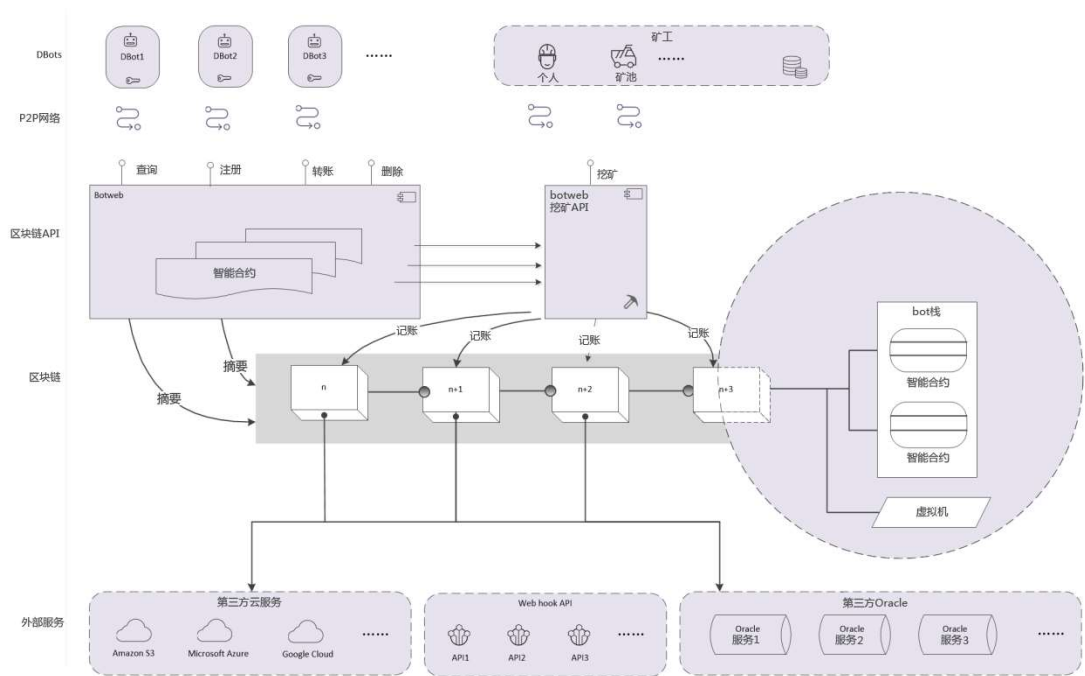 DBots
DBot1
DBot2
DBot3
……
矿工
个人
矿池
……
P2P网络
查询
注册
转账
删除
挖矿
区块链API
Botweb
智能合约
botweb
挖矿API
区块链
摘要
摘要
记账
记账
记账
记账
n
n+1
n+2
n+3
bot栈
智能合约
智能合约
虚拟机
外部服务
第三方云服务
Amazon S3
Microsoft Azure
Google Cloud
……
Web hook API
API1
API2
API3
……
第三方Oracle
Oracle
服务1
Oracle
服务2
Oracle
服务3
……